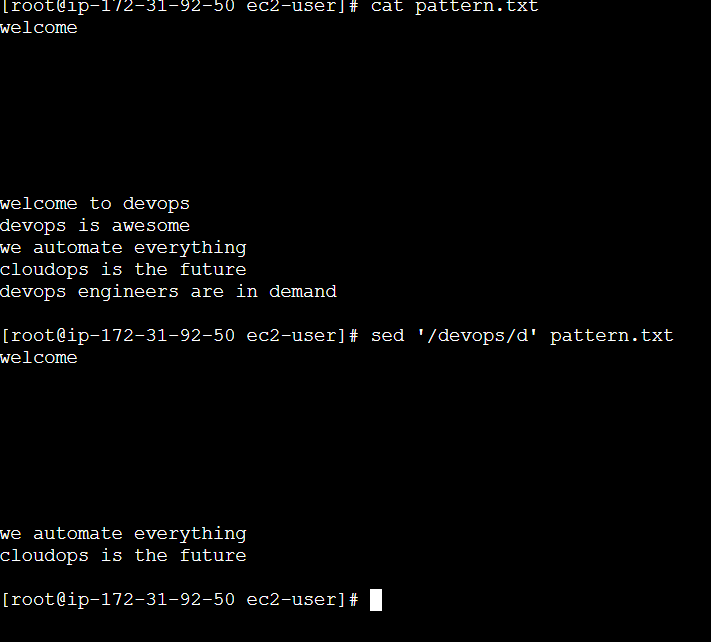 [root@ip-172-31-92-50 ec2-user]# cat pattern.txt
welcome
welcome to devops
devops is awesome
we automate everything
cloudops is the future
devops engineers are in demand
[root@ip-172-31-92-50 ec2-user]# sed '/devops/d' pattern.txt
welcome
we automate everything
cloudops is the future
[root@ip-172-31-92-50 ec2-user]#